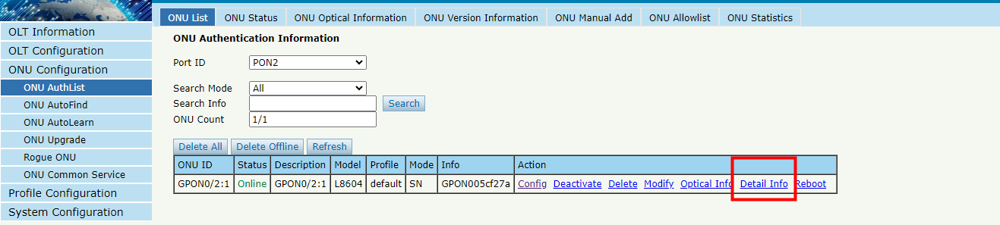 ONU List ONU Status ONU Optical Information ONU Version Information ONU Manual Add ONU Allowlist ONU Statistics
OLT Information
OLT Configuration
ONU Configuration
ONU AuthList
ONU AutoFind
ONU AutoLearn
ONU Upgrade
Rogue ONU
ONU Common Service
Profile Configuration
System Configuration
ONU Authentication Information
Port ID PON2
Search Mode All
Search Info Search
ONU Count 1/1
Delete All Delete Offline Refresh
ONU ID Status Description Model Profile Mode Info Action
GPON0/2:1 Online GPON0/2:1 L8604 default SN GPON005cf27a Config Deactivate Delete Modify Optical Info Detail Info Reboot